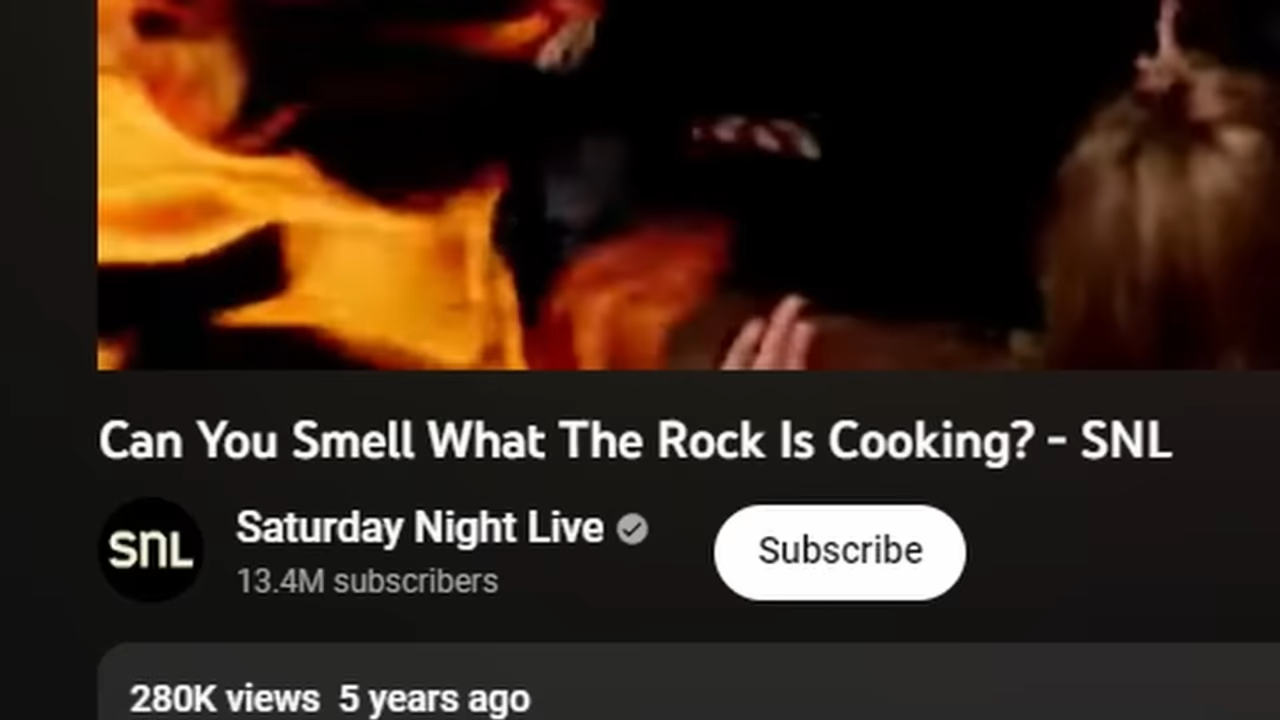 Can You Smell What The Rock Is Cooking? - SNL
SNL
Saturday Night Live
13.4M subscribers
Subscribe
280K views 5 years ago